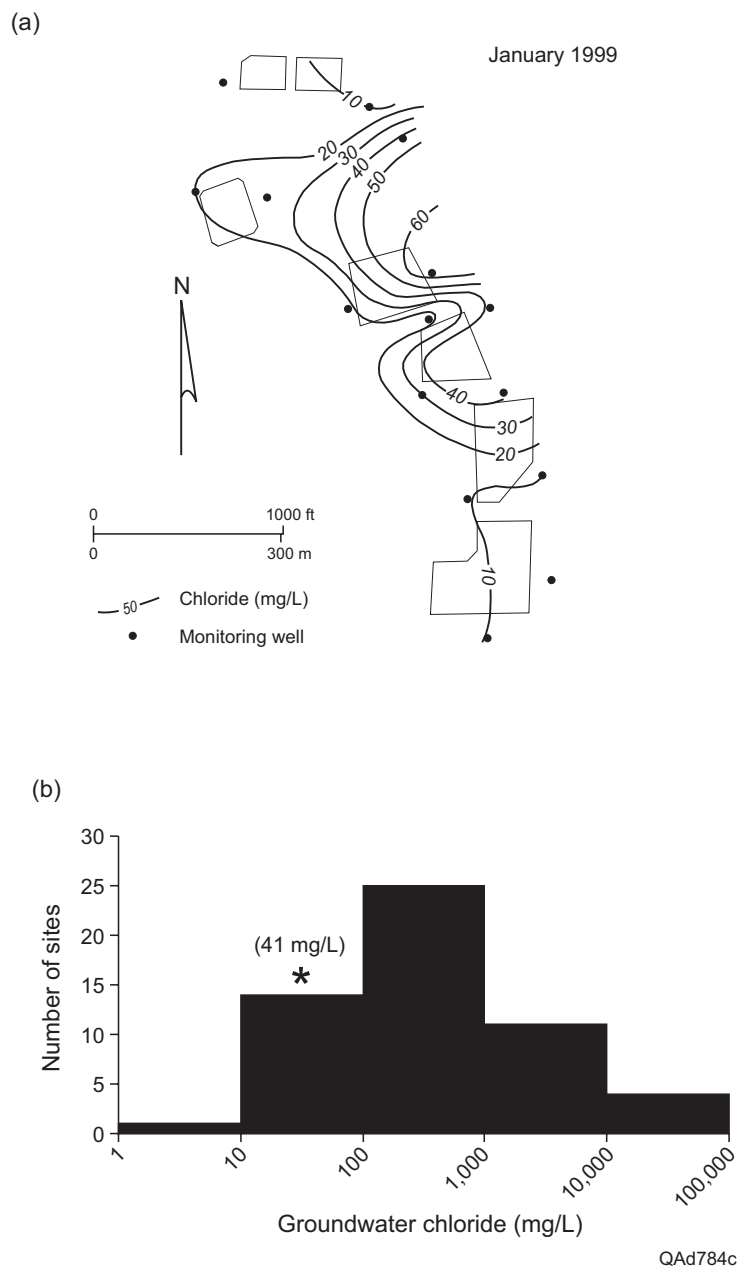 (a)
January 1999
10
20
30
40
50
60
N
40
30
20
0 1000 ft
0 300 m
10
50 Chloride (mg/L)
Monitoring well
(b)
30
25
20
15
10
5
0
Number of sites
(41 mg/L)
*
1 10 100 1,000 10,000 100,000
Groundwater chloride (mg/L)
QAd784c